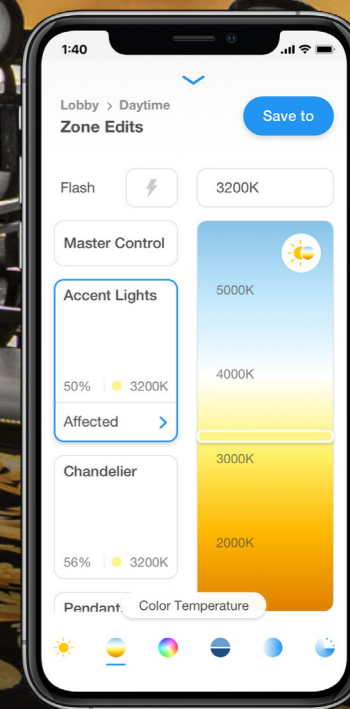 1:40
Lobby > Daytime
Zone Edits
Save to
Flash
3200K
Master Control
Accent Lights
50%
3200K
Affected
Chandelier
56%
3200K
5000K
4000K
3000K
2000K
Pendant
Color Temperature